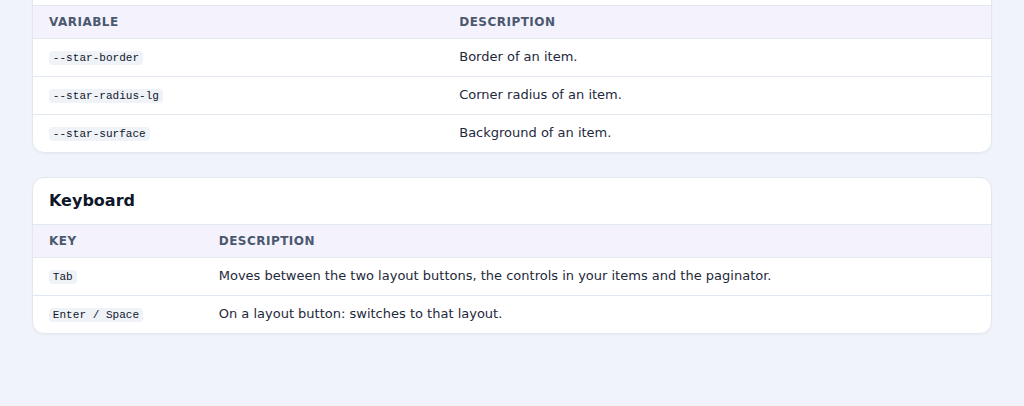 VARIABLE DESCRIPTION
--star-border Border of an item.
--star-radius-lg Corner radius of an item.
--star-surface Background of an item.
Keyboard
KEY DESCRIPTION
Tab Moves between the two layout buttons, the controls in your items and the paginator.
Enter / Space On a layout button: switches to that layout.